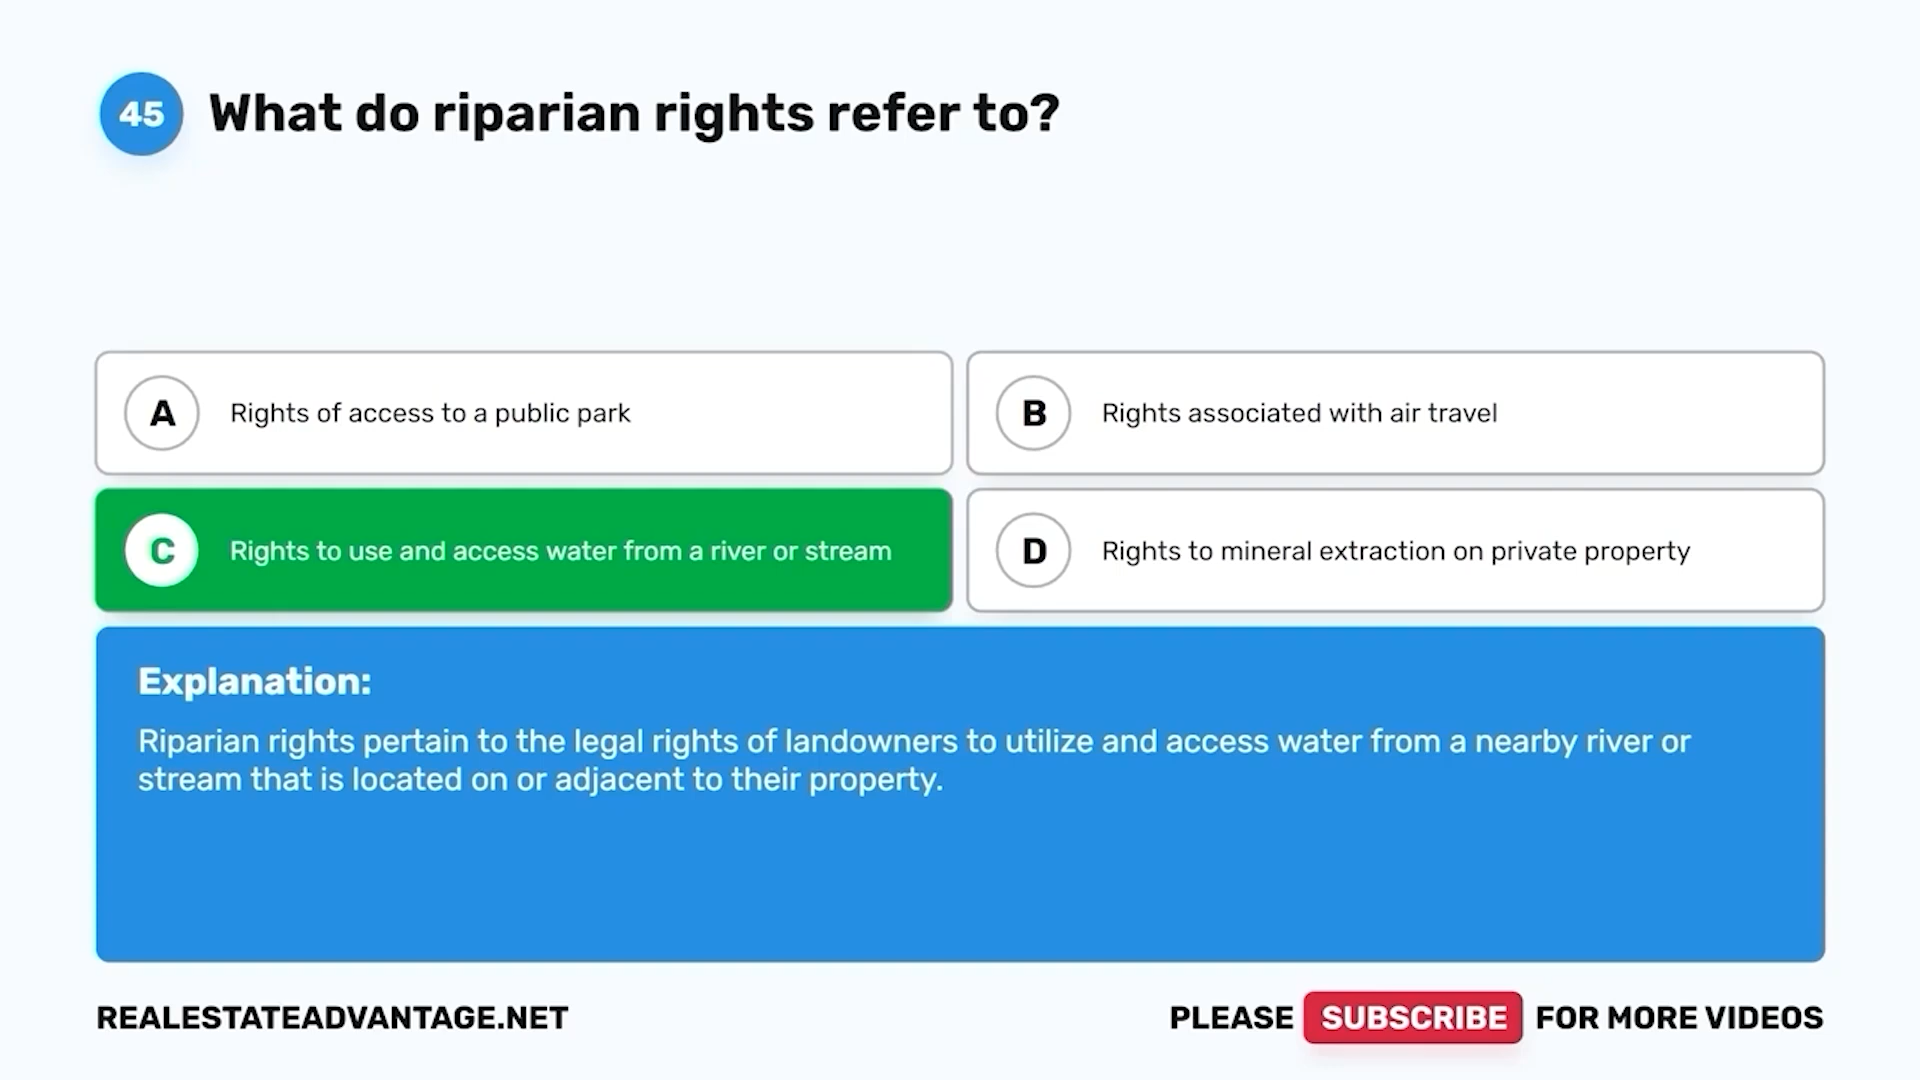 45 What do riparian rights refer to?
A Rights of access to a public park
B Rights associated with air travel
C Rights to use and access water from a river or stream
D Rights to mineral extraction on private property
Explanation:
Riparian rights pertain to the legal rights of landowners to utilize and access water from a nearby river or
stream that is located on or adjacent to their property.
REALESTATEADVANTAGE.NET
PLEASE SUBSCRIBE FOR MORE VIDEOS